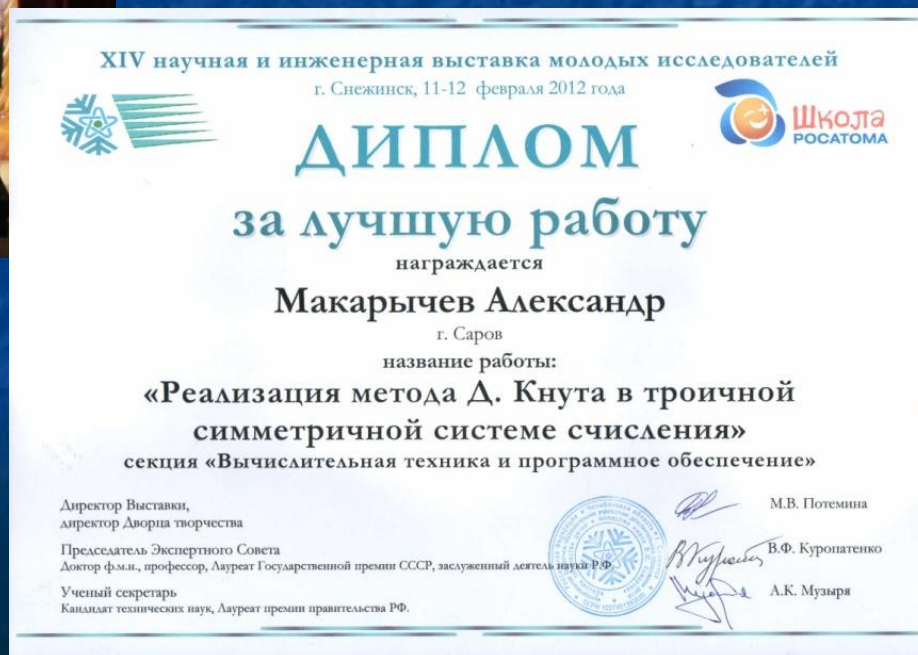 XIV научная и инженерная выставка молодых исследователей
г. Снежинск, 11-12 февраля 2012 года
Школа
РОСАТОМА
ДИПЛОМ
за лучшую работу
награждается
Макарычев Александр
г. Саров
название работы:
«Реализация метода Д. Кнута в троичной
симметричной системе счисления»
секция «Вычислительная техника и программное обеспечение»
Директор Выставки,
директор Дворца творчества
М.В. Потемина
Председатель Экспертного Совета
Доктор ф.м.н., профессор, Лауреат Государственной премии СССР, заслуженный деятель науки Р.Ф.
В.Ф. Куропатенко
Ученый секретарь
Кандидат технических наук, Лауреат премии правительства РФ.
А.К. Музыря